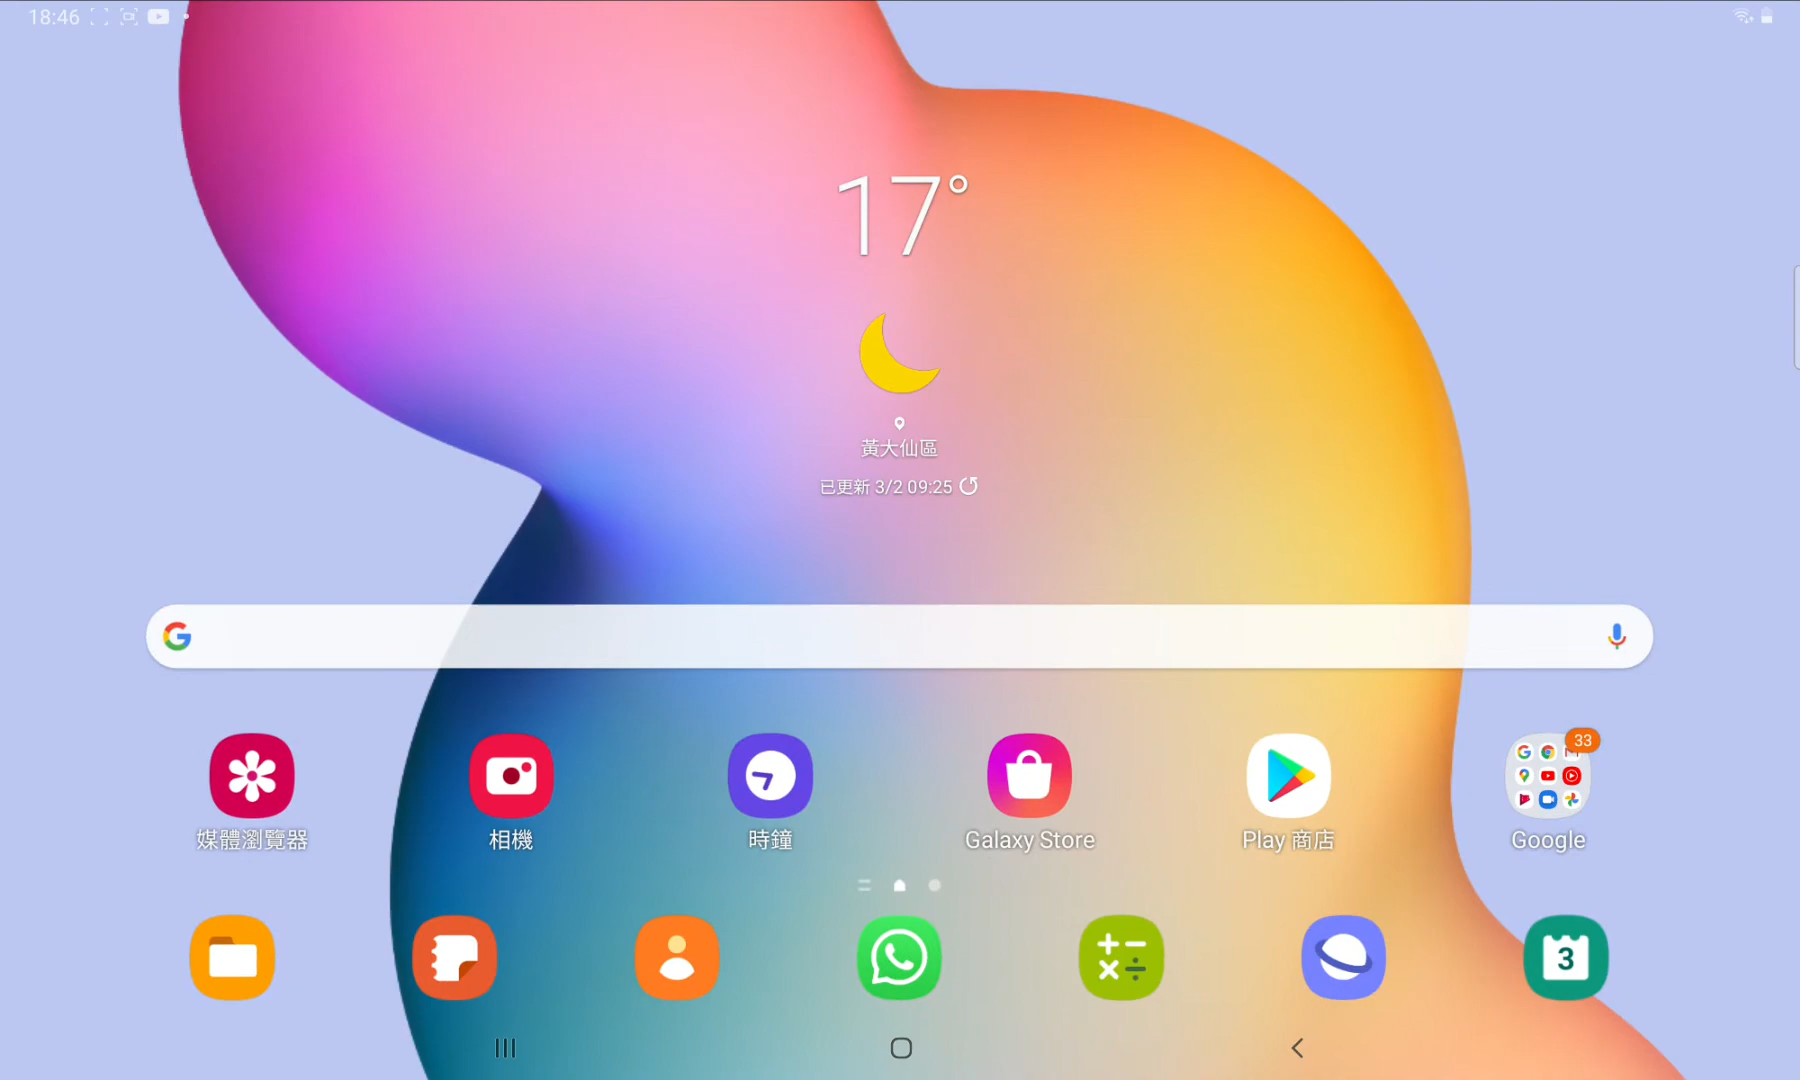 18:46
17°
黃大仙區
已更新 3/2 09:25
33
媒體瀏覽器
相機
時鐘
Galaxy Store
Play 商店
Google
3